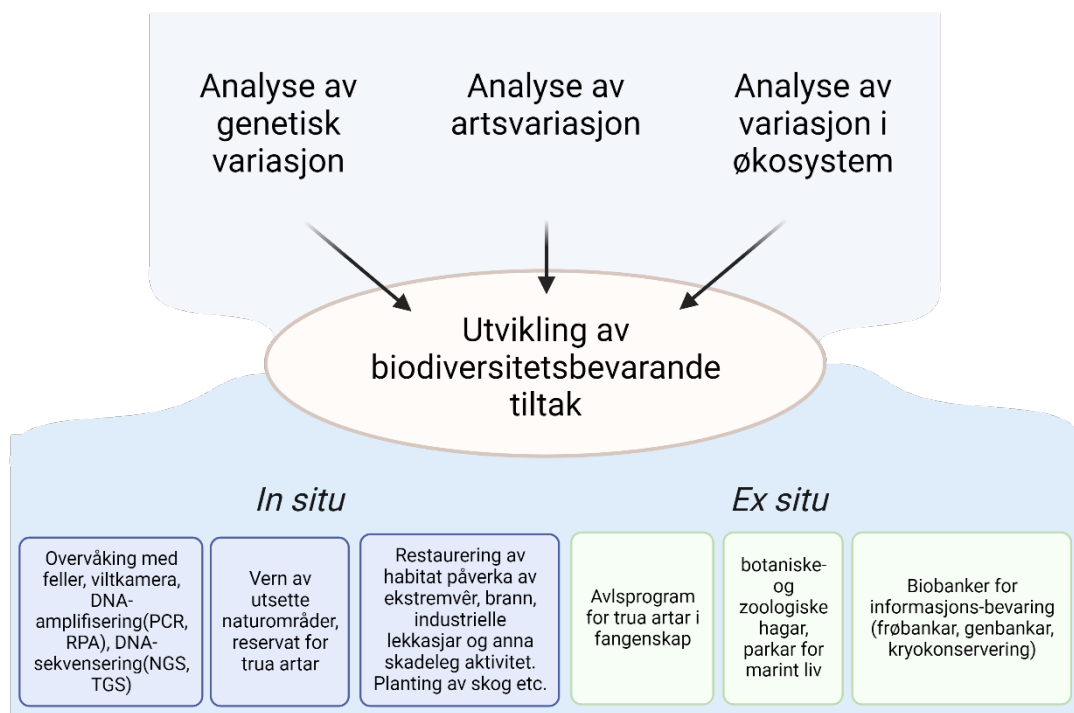 Analyse av
genetisk
variasjon
Analyse av
artsvariasjon
Analyse av
variasjon i
økosystem
Utvikling av
biodiversitetsbevarande
tiltak
In situ
Ex situ
Overvåking med
feller, viltkamera,
DNA-
amplifisering(PCR,
RPA), DNA-
sekvensering(NGS,
TGS)
Vern av
utsette
naturområder,
reservat for
trua artar
Restaurering av
habitat påverka av
ekstremvêr, brann,
industrielle
lekkasjar og anna
skadeleg aktivitet.
Planting av skog etc.
Avlsprogram
for trua artar i
fangenskap
botaniske-
og
zoologiske
hagar,
parkar for
marint liv
Biobanker for
informasjons-bevaring
(frøbankar, genbankar,
kryokonservering)